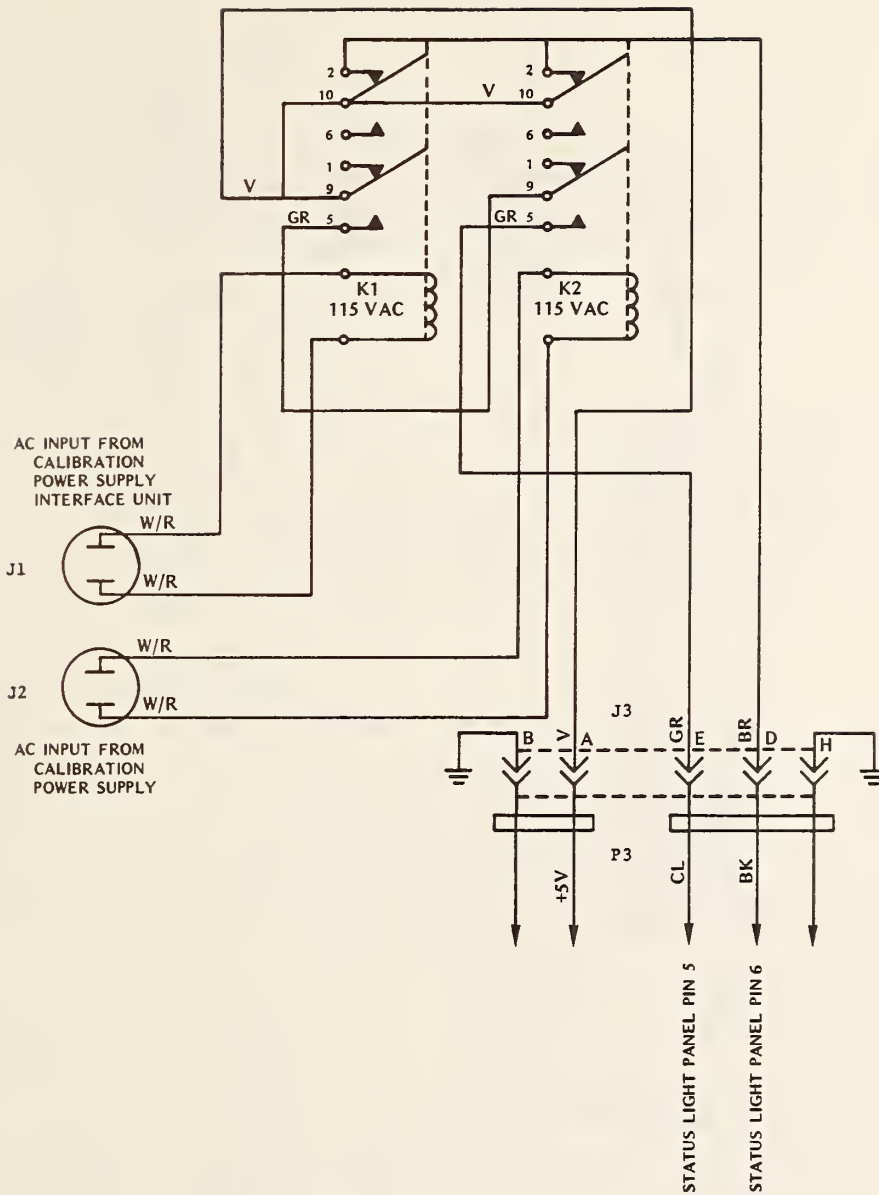 2
2
10
V
10
6
6
1
1
9
9
V
GR 5
GR 5
K1
115 VAC
K2
115 VAC
AC INPUT FROM
CALIBRATION
POWER SUPPLY
INTERFACE UNIT
W/R
J1
W/R
W/R
J2
W/R
AC INPUT FROM
CALIBRATION
POWER SUPPLY
J3
B
V
A
GR
E
BR
D
H
P3
+5V
CL
BK
STATUS LIGHT PANEL PIN 5
STATUS LIGHT PANEL PIN 6